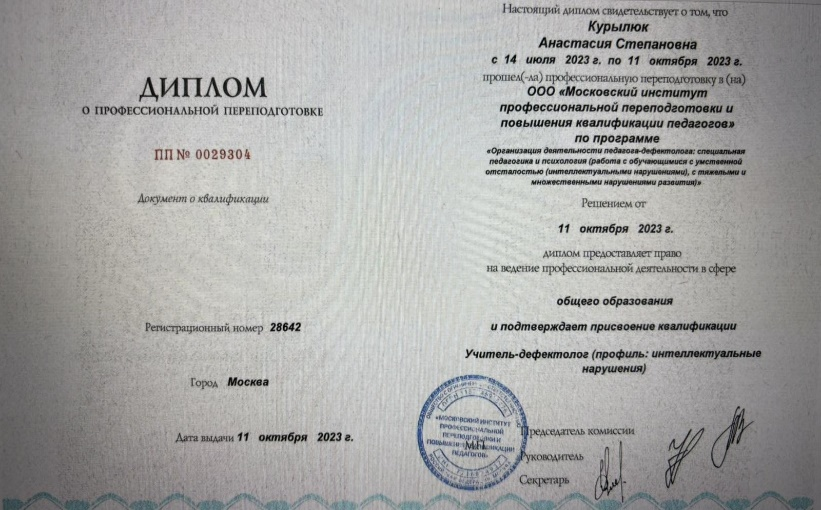 ДИПЛОМ
О ПРОФЕССИОНАЛЬНОЙ ПЕРЕПОДГОТОВКЕ
ПП № 0029304
Документ о квалификации
Регистрационный номер 28642
Город Москва
Дата выдачи 11 октября 2023 г.
Настоящий диплом свидетельствует о том, что
Курылюк
Анастасия Степановна
с 14 июля 2023 г. по 11 октября 2023 г.
прошел(-ла) профессиональную переподготовку в (на)
ООО «Московский институт
профессиональной переподготовки и
повышения квалификации педагогов»
по программе
«Организация деятельности педагога-дефектолога: специальная
педагогика и психология (работа с обучающимися с умственной
отсталостью (интеллектуальными нарушениями), с тяжелыми и
множественными нарушениями развития)»
Решением от
11 октября 2023 г.
диплом предоставляет право
на ведение профессиональной деятельности в сфере
общего образования
и подтверждает присвоение квалификации
Учитель-дефектолог (профиль: интеллектуальные
нарушения)
«МОСКОВСКИЙ ИНСТИТУТ
ПРОФЕССИОНАЛЬНОЙ
ПЕРЕПОДГОТОВКИ И
ПОВЫШЕНИЯ КВАЛИФИКАЦИИ
ПЕДАГОГОВ»
М.П.
Председатель комиссии
Руководитель
Секретарь